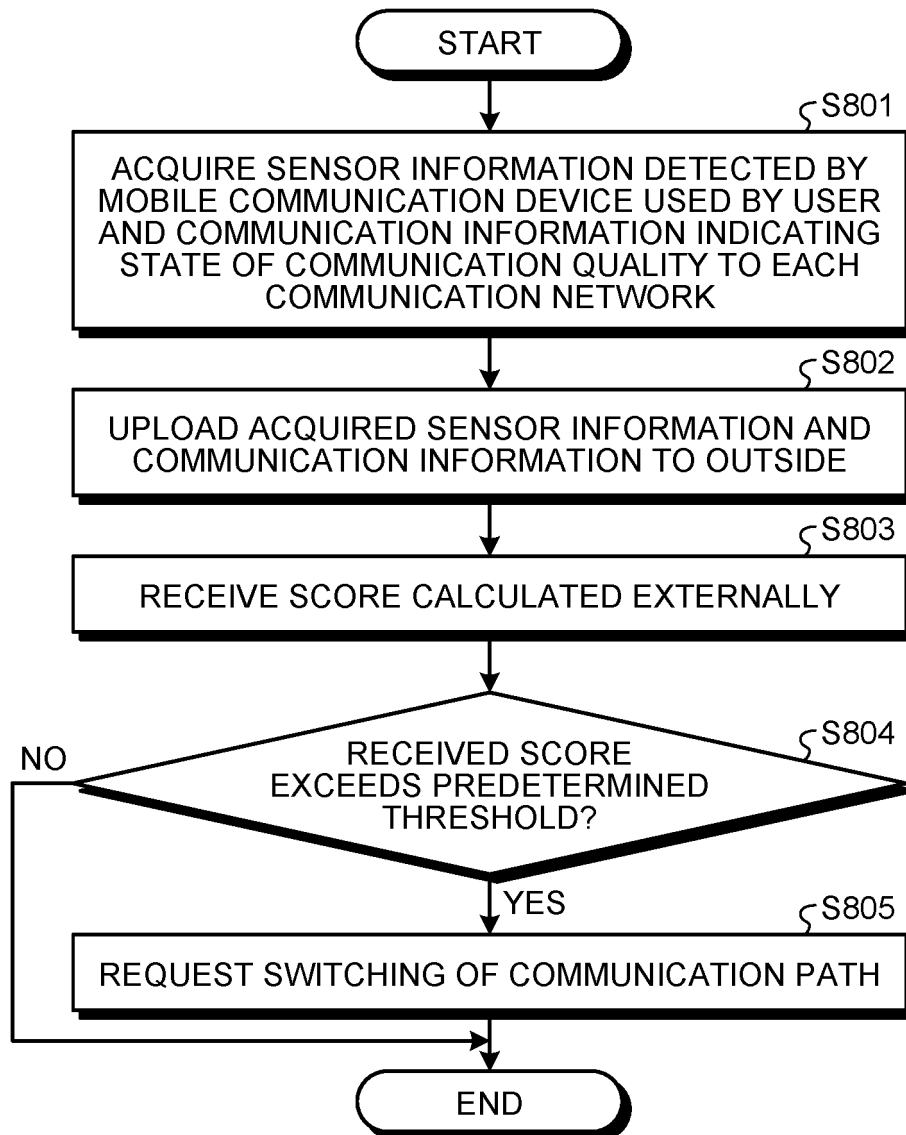 START
S801
ACQUIRE SENSOR INFORMATION DETECTED BY
MOBILE COMMUNICATION DEVICE USED BY USER
AND COMMUNICATION INFORMATION INDICATING
STATE OF COMMUNICATION QUALITY TO EACH
COMMUNICATION NETWORK
S802
UPLOAD ACQUIRED SENSOR INFORMATION AND
COMMUNICATION INFORMATION TO OUTSIDE
S803
RECEIVE SCORE CALCULATED EXTERNALLY
S804
NO
RECEIVED SCORE
EXCEEDS PREDETERMINED
THRESHOLD?
YES
S805
REQUEST SWITCHING OF COMMUNICATION PATH
END